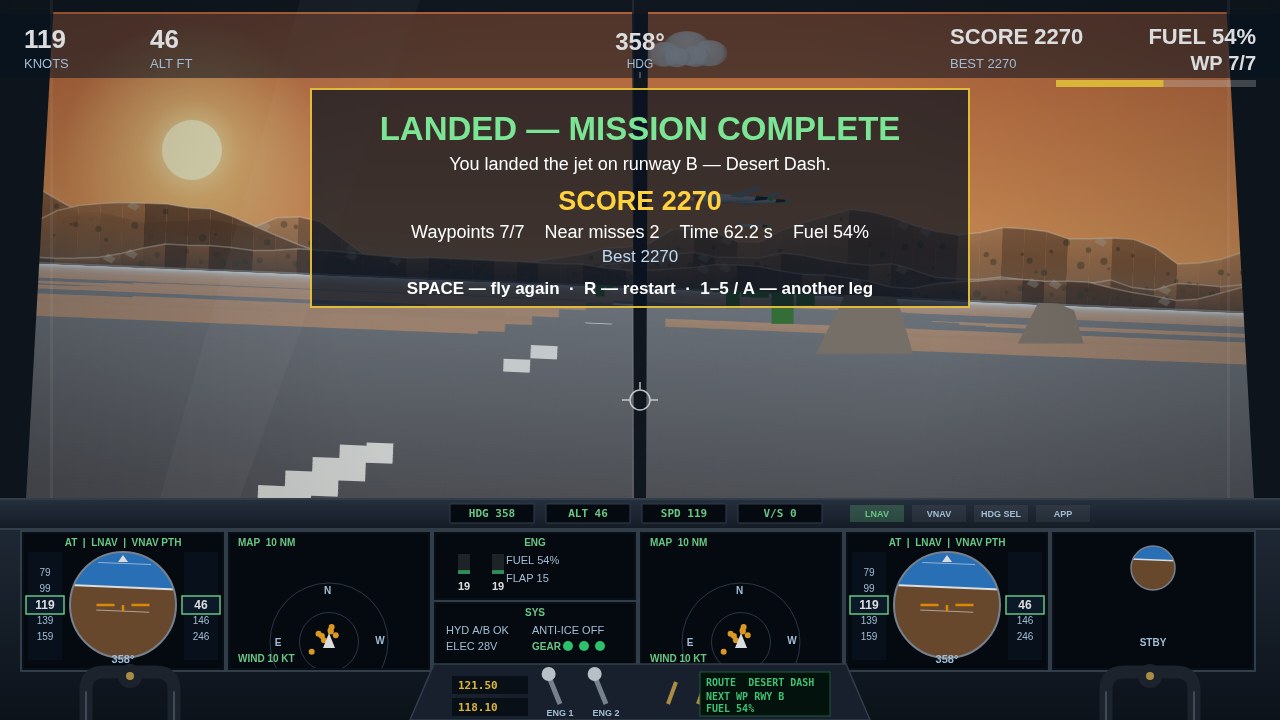 119
KNOTS
46
ALT FT
358°
HDG
SCORE 2270
BEST 2270
FUEL 54%
WP 7/7
LANDED — MISSION COMPLETE
You landed the jet on runway B — Desert Dash.
SCORE 2270
Waypoints 7/7 Near misses 2 Time 62.2 s Fuel 54%
Best 2270
SPACE — fly again · R — restart · 1–5 / A — another leg
HDG 358 ALT 46 SPD 119 V/S 0 LNAV VNAV HDG SEL APP
AT | LNAV | VNAV PTH
79
99
119
139
159
46
146
246
358°
MAP 10 NM
N
E
W
WIND 10 KT
ENG
FUEL 54%
FLAP 15
19 19
SYS
HYD A/B OK ANTI-ICE OFF
ELEC 28V GEAR
MAP 10 NM
N
E
W
WIND 10 KT
AT | LNAV | VNAV PTH
79
99
119
139
159
46
146
246
358°
STBY
121.50
118.10
ENG 1 ENG 2
ROUTE DESERT DASH
NEXT WP RWY B
FUEL 54%